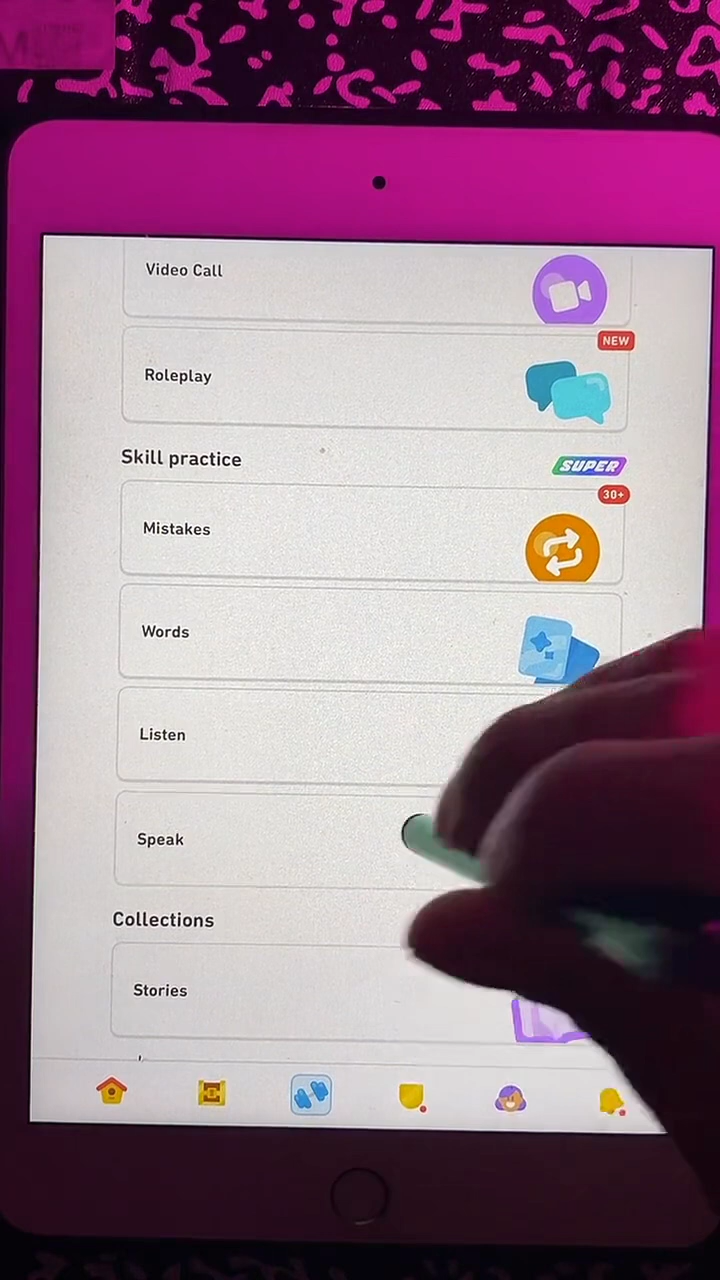 Video Call
NEW
Roleplay
Skill practice
SUPER
30+
Mistakes
Words
Listen
Speak
Collections
Stories